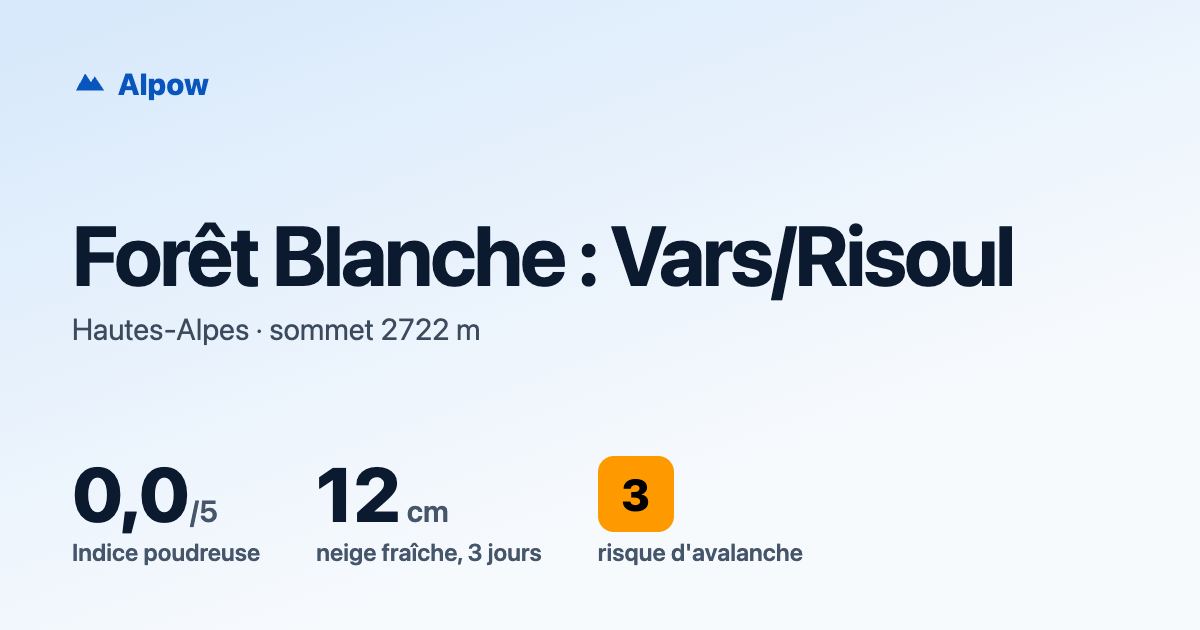 Alpow
Forêt Blanche : Vars/Risoul
Hautes-Alpes · sommet 2722 m
0,0/5
Indice poudreuse
12 cm
neige fraîche, 3 jours
3
risque d'avalanche